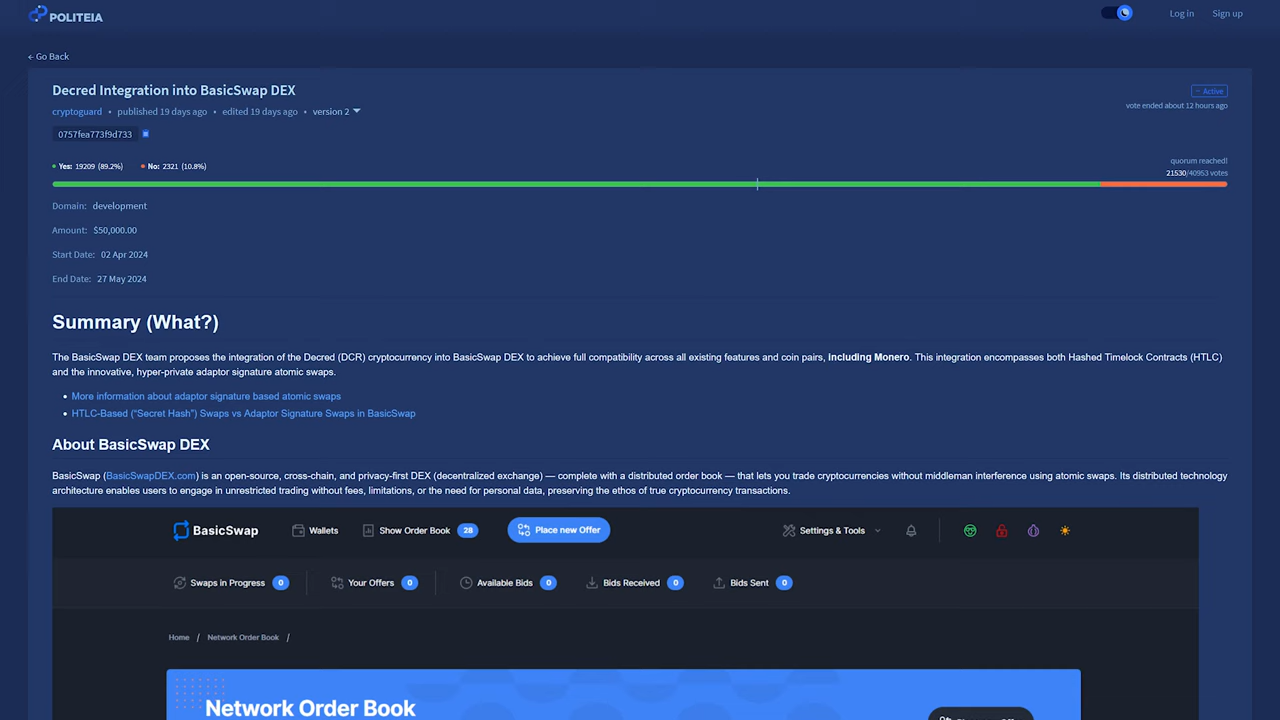 POLITEIA
Log in
Sign up
← Go Back
Decred Integration into BasicSwap DEX
Active
cryptoguard • published 19 days ago • edited 19 days ago • version 2
vote ended about 12 hours ago
0757fea773f9d733
Yes: 19209 (89.2%) No: 2321 (10.8%)
quorum reached!
21530/40953 votes
Domain: development
Amount: $50,000.00
Start Date: 02 Apr 2024
End Date: 27 May 2024
Summary (What?)
The BasicSwap DEX team proposes the integration of the Decred (DCR) cryptocurrency into BasicSwap DEX to achieve full compatibility across all existing features and coin pairs, including Monero. This integration encompasses both Hashed Timelock Contracts (HTLC)
and the innovative, hyper-private adaptor signature atomic swaps.
• More information about adaptor signature based atomic swaps
• HTLC-Based ("Secret Hash") Swaps vs Adaptor Signature Swaps in BasicSwap
About BasicSwap DEX
BasicSwap (BasicSwapDEX.com) is an open-source, cross-chain, and privacy-first DEX (decentralized exchange) — complete with a distributed order book — that lets you trade cryptocurrencies without middleman interference using atomic swaps. Its distributed technology
architecture enables users to engage in unrestricted trading without fees, limitations, or the need for personal data, preserving the ethos of true cryptocurrency transactions.
BasicSwap Wallets Show Order Book 28 Place new Offer Settings & Tools
Swaps in Progress 0 Your Offers 0 Available Bids 0 Bids Received 0 Bids Sent 0
Home / Network Order Book /
Network Order Book